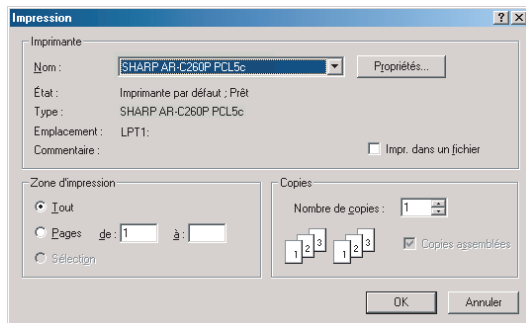 Impression
Imprimante
Nom : SHARP AR-C260P PCL5c Propriétés...
État : Imprimante par défaut ; Prêt
Type : SHARP AR-C260P PCL5c
Emplacement : LPT1:
Commentaire : Impr. dans un fichier
Zone d'impression
Tout
Pages de : 1 à :
Sélection
Copies
Nombre de copies : 1
1 2 3 1 2 3
Copies assemblées
OK Annuler